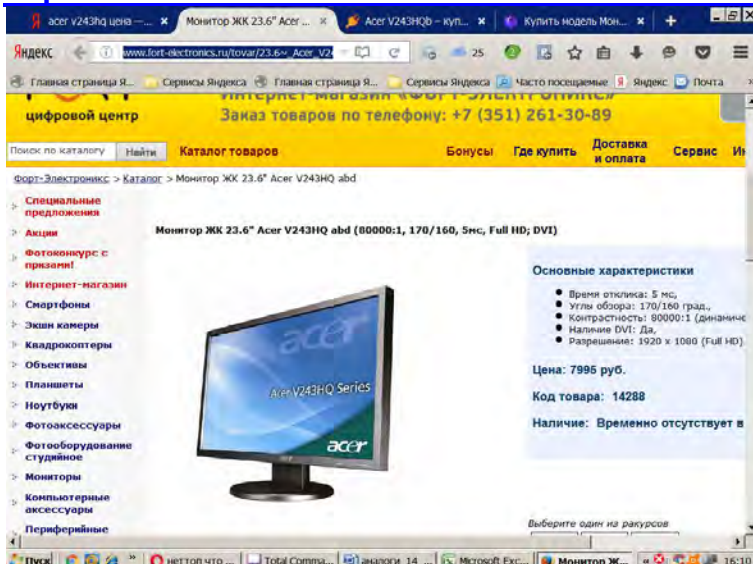 acer v243hq цена —...
Монитор ЖК 23.6" Acer ...
Acer V243HQb – куп...
Купить модель Мон...
Яндекс
www.fort-electronics.ru/tovar/23.6~_Acer_V24
25
Главная страница Я...
Сервисы Яндекса
Главная страница Я...
Сервисы Яндекса
Часто посещаемые
Яндекс
Почта
цифровой центр
Интернет-магазин «ФОРТ-ЭЛЕКТРОНИКС»
Заказ товаров по телефону: +7 (351) 261-30-89
Поиск по каталогу
Найти
Каталог товаров
Бонусы
Где купить
Доставка
и оплата
Сервис
Ин
Форт-Электроникс > Каталог > Монитор ЖК 23.6" Acer V243HQ abd
Специальные
предложения
Акции
Фотоконкурс с
призами!
Интернет-магазин
Смартфоны
Экшн камеры
Квадрокоптеры
Объективы
Планшеты
Ноутбуки
Фотоаксессуары
Фотооборудование
студийное
Мониторы
Компьютерные
аксессуары
Периферийные
Монитор ЖК 23.6" Acer V243HQ abd (80000:1, 170/160, 5мс, Full HD; DVI)
acer
Acer V243HQ Series
acer
Основные характеристики
Время отклика: 5 мс,
Углы обзора: 170/160 град.,
Контрастность: 80000:1 (динамиче
Наличие DVI: Да,
Разрешение: 1920 x 1080 (Full HD)
Цена: 7995 руб.
Код товара: 14288
Наличие: Временно отсутствует в
Выберите один из ракурсов
Пуск
неттоп что ...
Total Comma...
аналоги_14 ...
Microsoft Exc...
Монитор Ж...
16:10